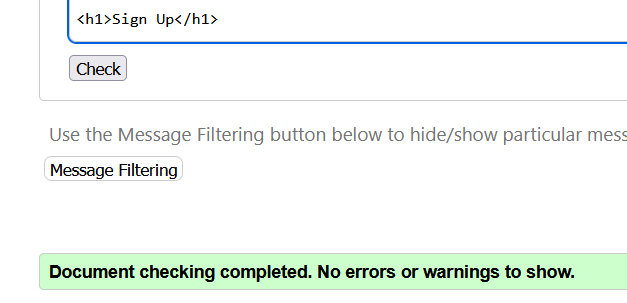 <h1>Sign Up</h1>
Check
Use the Message Filtering button below to hide/show particular mess
Message Filtering
Document checking completed. No errors or warnings to show.